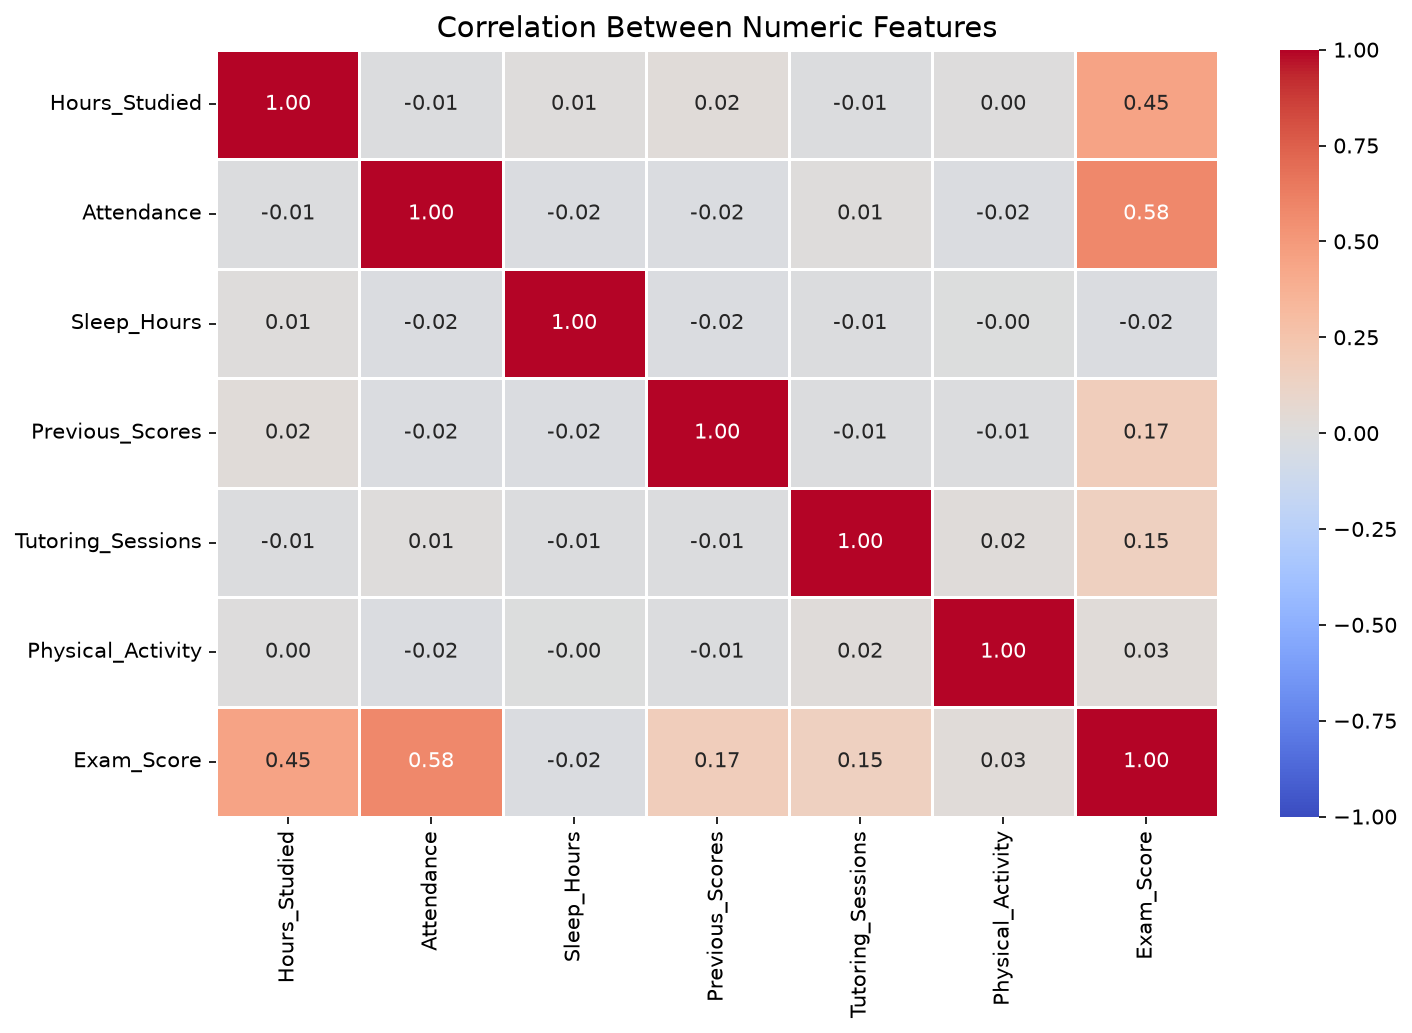 Correlation Between Numeric Features
Hours_Studied 1.00 -0.01 0.01 0.02 -0.01 0.00 0.45
Attendance -0.01 1.00 -0.02 -0.02 0.01 -0.02 0.58
Sleep_Hours 0.01 -0.02 1.00 -0.02 -0.01 -0.00 -0.02
Previous_Scores 0.02 -0.02 -0.02 1.00 -0.01 -0.01 0.17
Tutoring_Sessions -0.01 0.01 -0.01 -0.01 1.00 0.02 0.15
Physical_Activity 0.00 -0.02 -0.00 -0.01 0.02 1.00 0.03
Exam_Score 0.45 0.58 -0.02 0.17 0.15 0.03 1.00
Hours_Studied
Attendance
Sleep_Hours
Previous_Scores
Tutoring_Sessions
Physical_Activity
Exam_Score
1.00
0.75
0.50
0.25
0.00
−0.25
−0.50
−0.75
−1.00